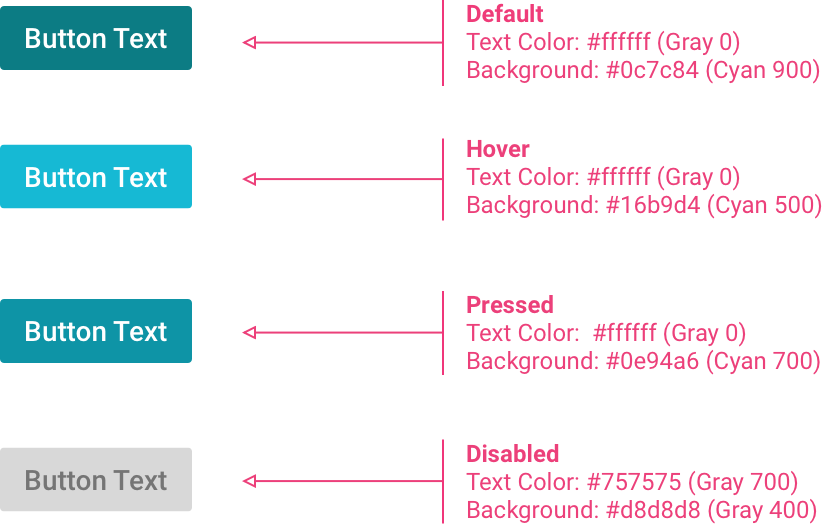 Button Text
Default
Text Color: #ffffff (Gray 0)
Background: #0c7c84 (Cyan 900)
Button Text
Hover
Text Color: #ffffff (Gray 0)
Background: #16b9d4 (Cyan 500)
Button Text
Pressed
Text Color:  #ffffff (Gray 0)
Background: #0e94a6 (Cyan 700)
Button Text
Disabled
Text Color: #757575 (Gray 700)
Background: #d8d8d8 (Gray 400)